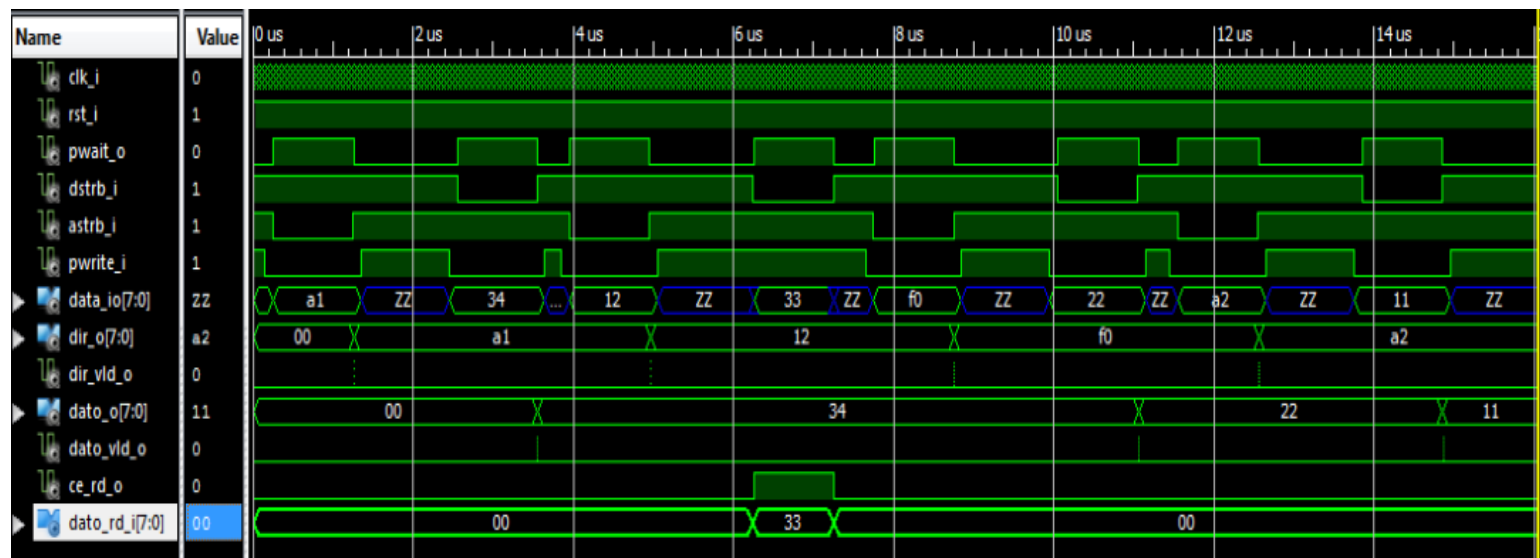 Name Value 0 us 2 us 4 us 6 us 8 us 10 us 12 us 14 us
clk_i 0
rst_i 1
pwait_o 0
dstrb_i 1
astrb_i 1
pwrite_i 1
data_io[7:0] ZZ a1 ZZ 34 ... 12 ZZ 33 ZZ f0 ZZ 22 ZZ a2 ZZ 11 ZZ
dir_o[7:0] a2 00 a1 12 f0 a2
dir_vld_o 0
dato_o[7:0] 11 00 34 22 11
dato_vld_o 0
ce_rd_o 0
dato_rd_i[7:0] 00 00 33 00